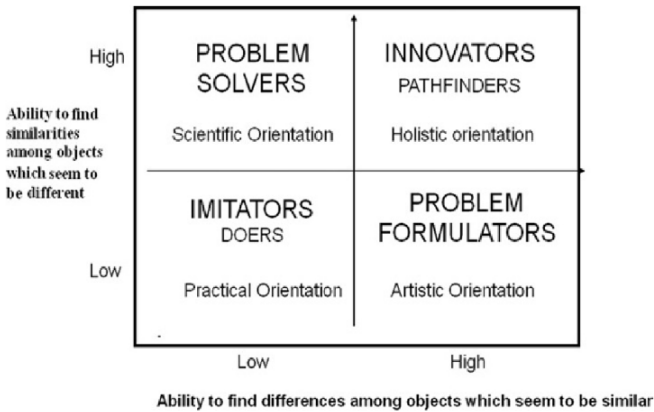 High
PROBLEM
SOLVERS
Scientific Orientation
INNOVATORS
PATHFINDERS
Holistic orientation
Ability to find
similarities
among objects
which seem to
be different
IMITATORS
DOERS
Practical Orientation
PROBLEM
FORMULATORS
Artistic Orientation
Low
Low
High
Ability to find differences among objects which seem to be similar